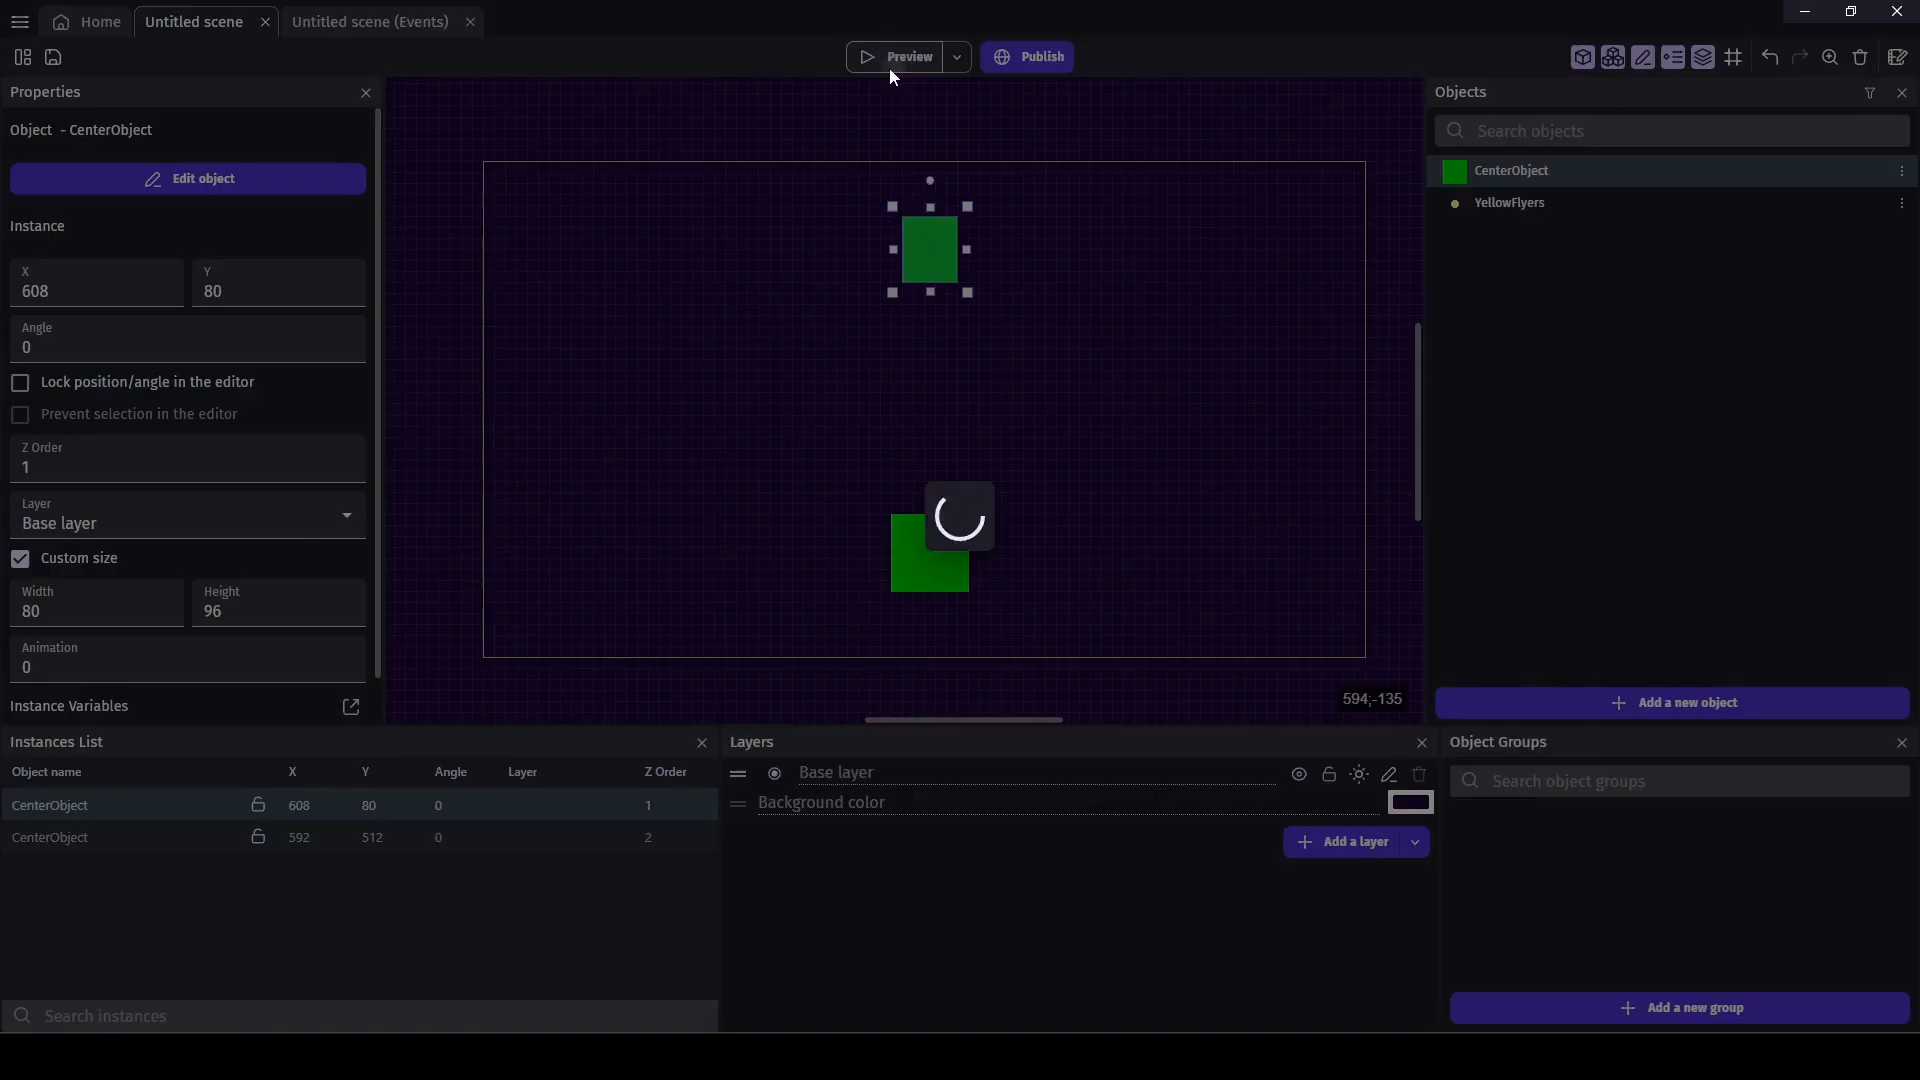 Home
Untitled scene
Untitled scene (Events)
Preview
Publish
Properties
Object - CenterObject
Edit object
Instance
X
608
Y
80
Angle
0
Lock position/angle in the editor
Prevent selection in the editor
Z Order
1
Layer
Base layer
Custom size
Width
80
Height
96
Animation
0
Instance Variables
594;-135
Objects
Search objects
CenterObject
YellowFlyers
Add a new object
Instances List
Object name X Y Angle Layer Z Order
CenterObject 608 80 0 1
CenterObject 592 512 0 2
Search instances
Layers
Base layer
Background color
Add a layer
Object Groups
Search object groups
Add a new group